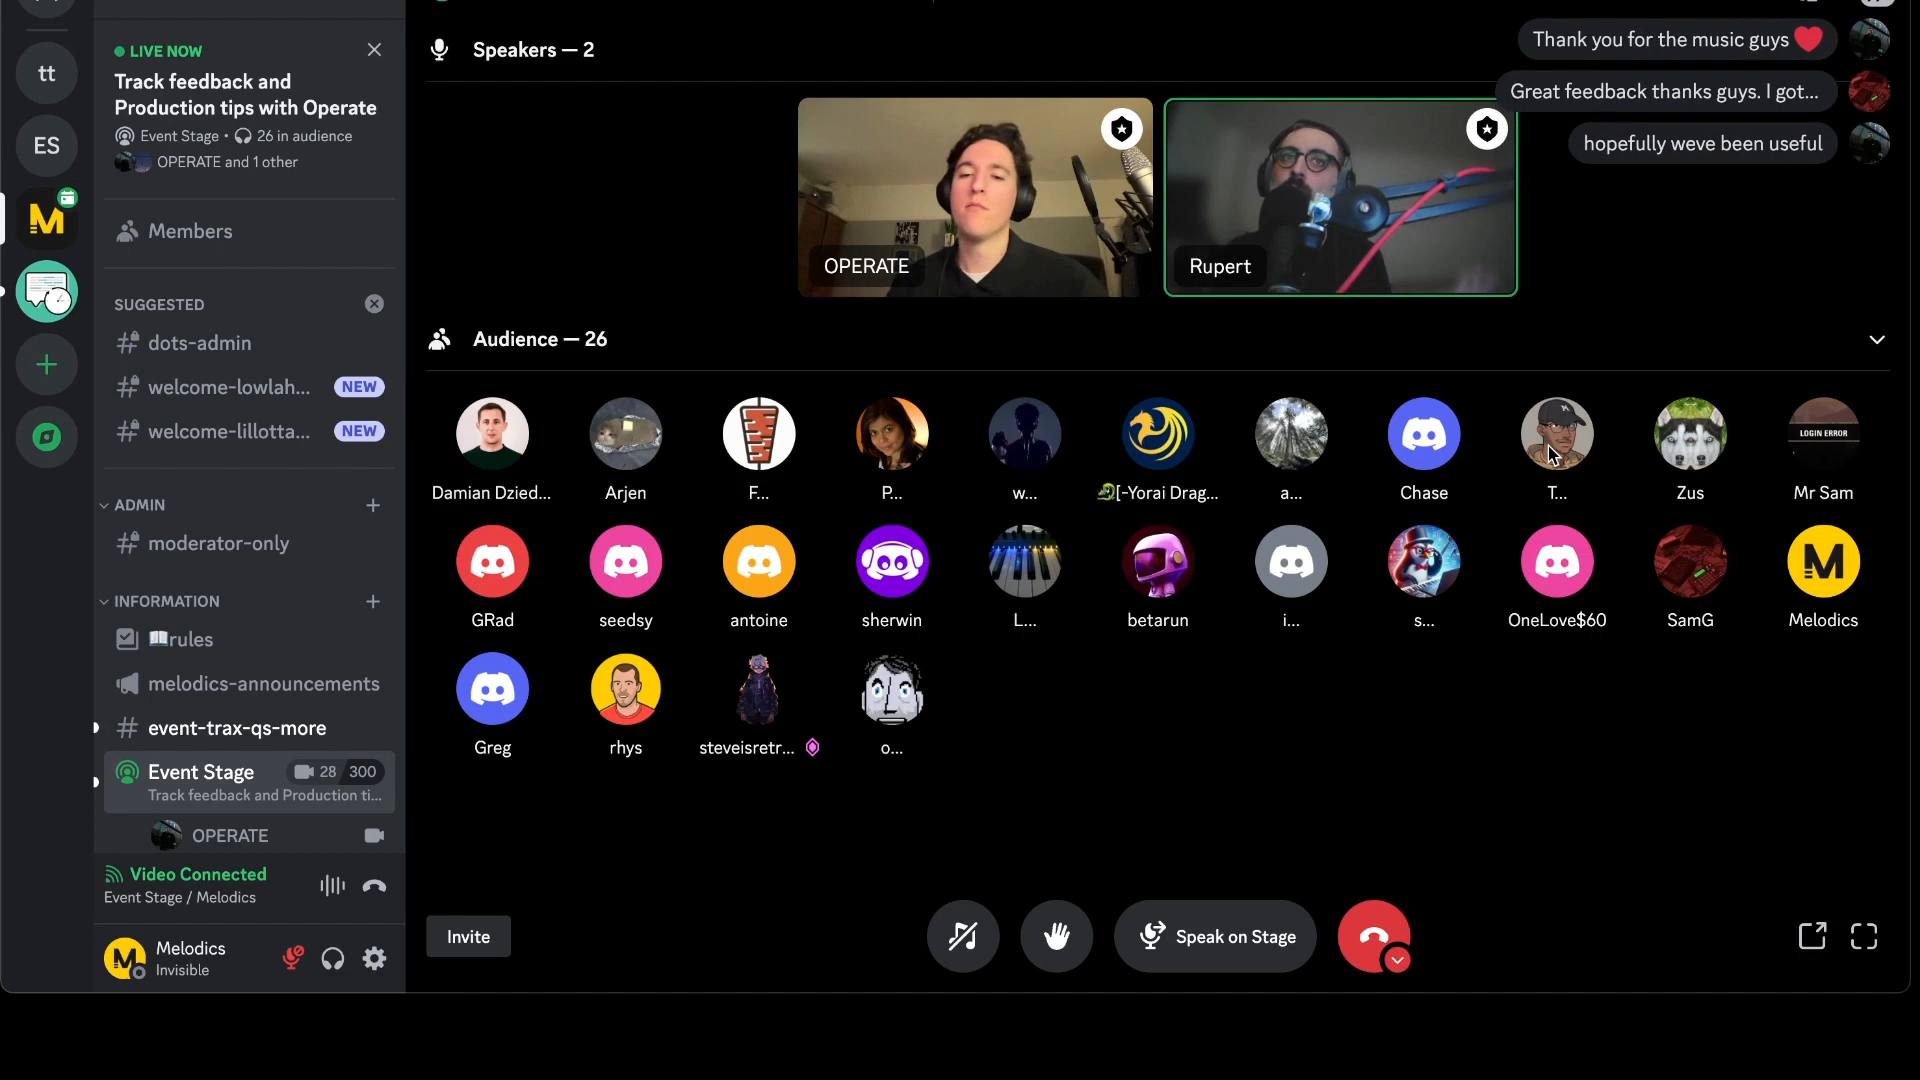 tt
ES
M
LIVE NOW
Track feedback and
Production tips with Operate
Event Stage • 26 in audience
OPERATE and 1 other
Members
SUGGESTED
dots-admin
welcome-lowlah... NEW
welcome-lillotta... NEW
ADMIN
moderator-only
INFORMATION
rules
melodics-announcements
event-trax-qs-more
Event Stage 28 300
Track feedback and Production ti...
OPERATE
Video Connected
Event Stage / Melodics
Melodics
Invisible
Speakers — 2
Thank you for the music guys
Great feedback thanks guys. I got...
hopefully weve been useful
OPERATE
Rupert
Audience — 26
LOGIN ERROR
Damian Dzied... Arjen F... P... w... [-Yorai Drag... a... Chase T... Zus Mr Sam
M
GRad seedsy antoine sherwin L... betarun i... s... OneLove$60 SamG Melodics
Greg rhys steveisretr... o...
Invite
Speak on Stage